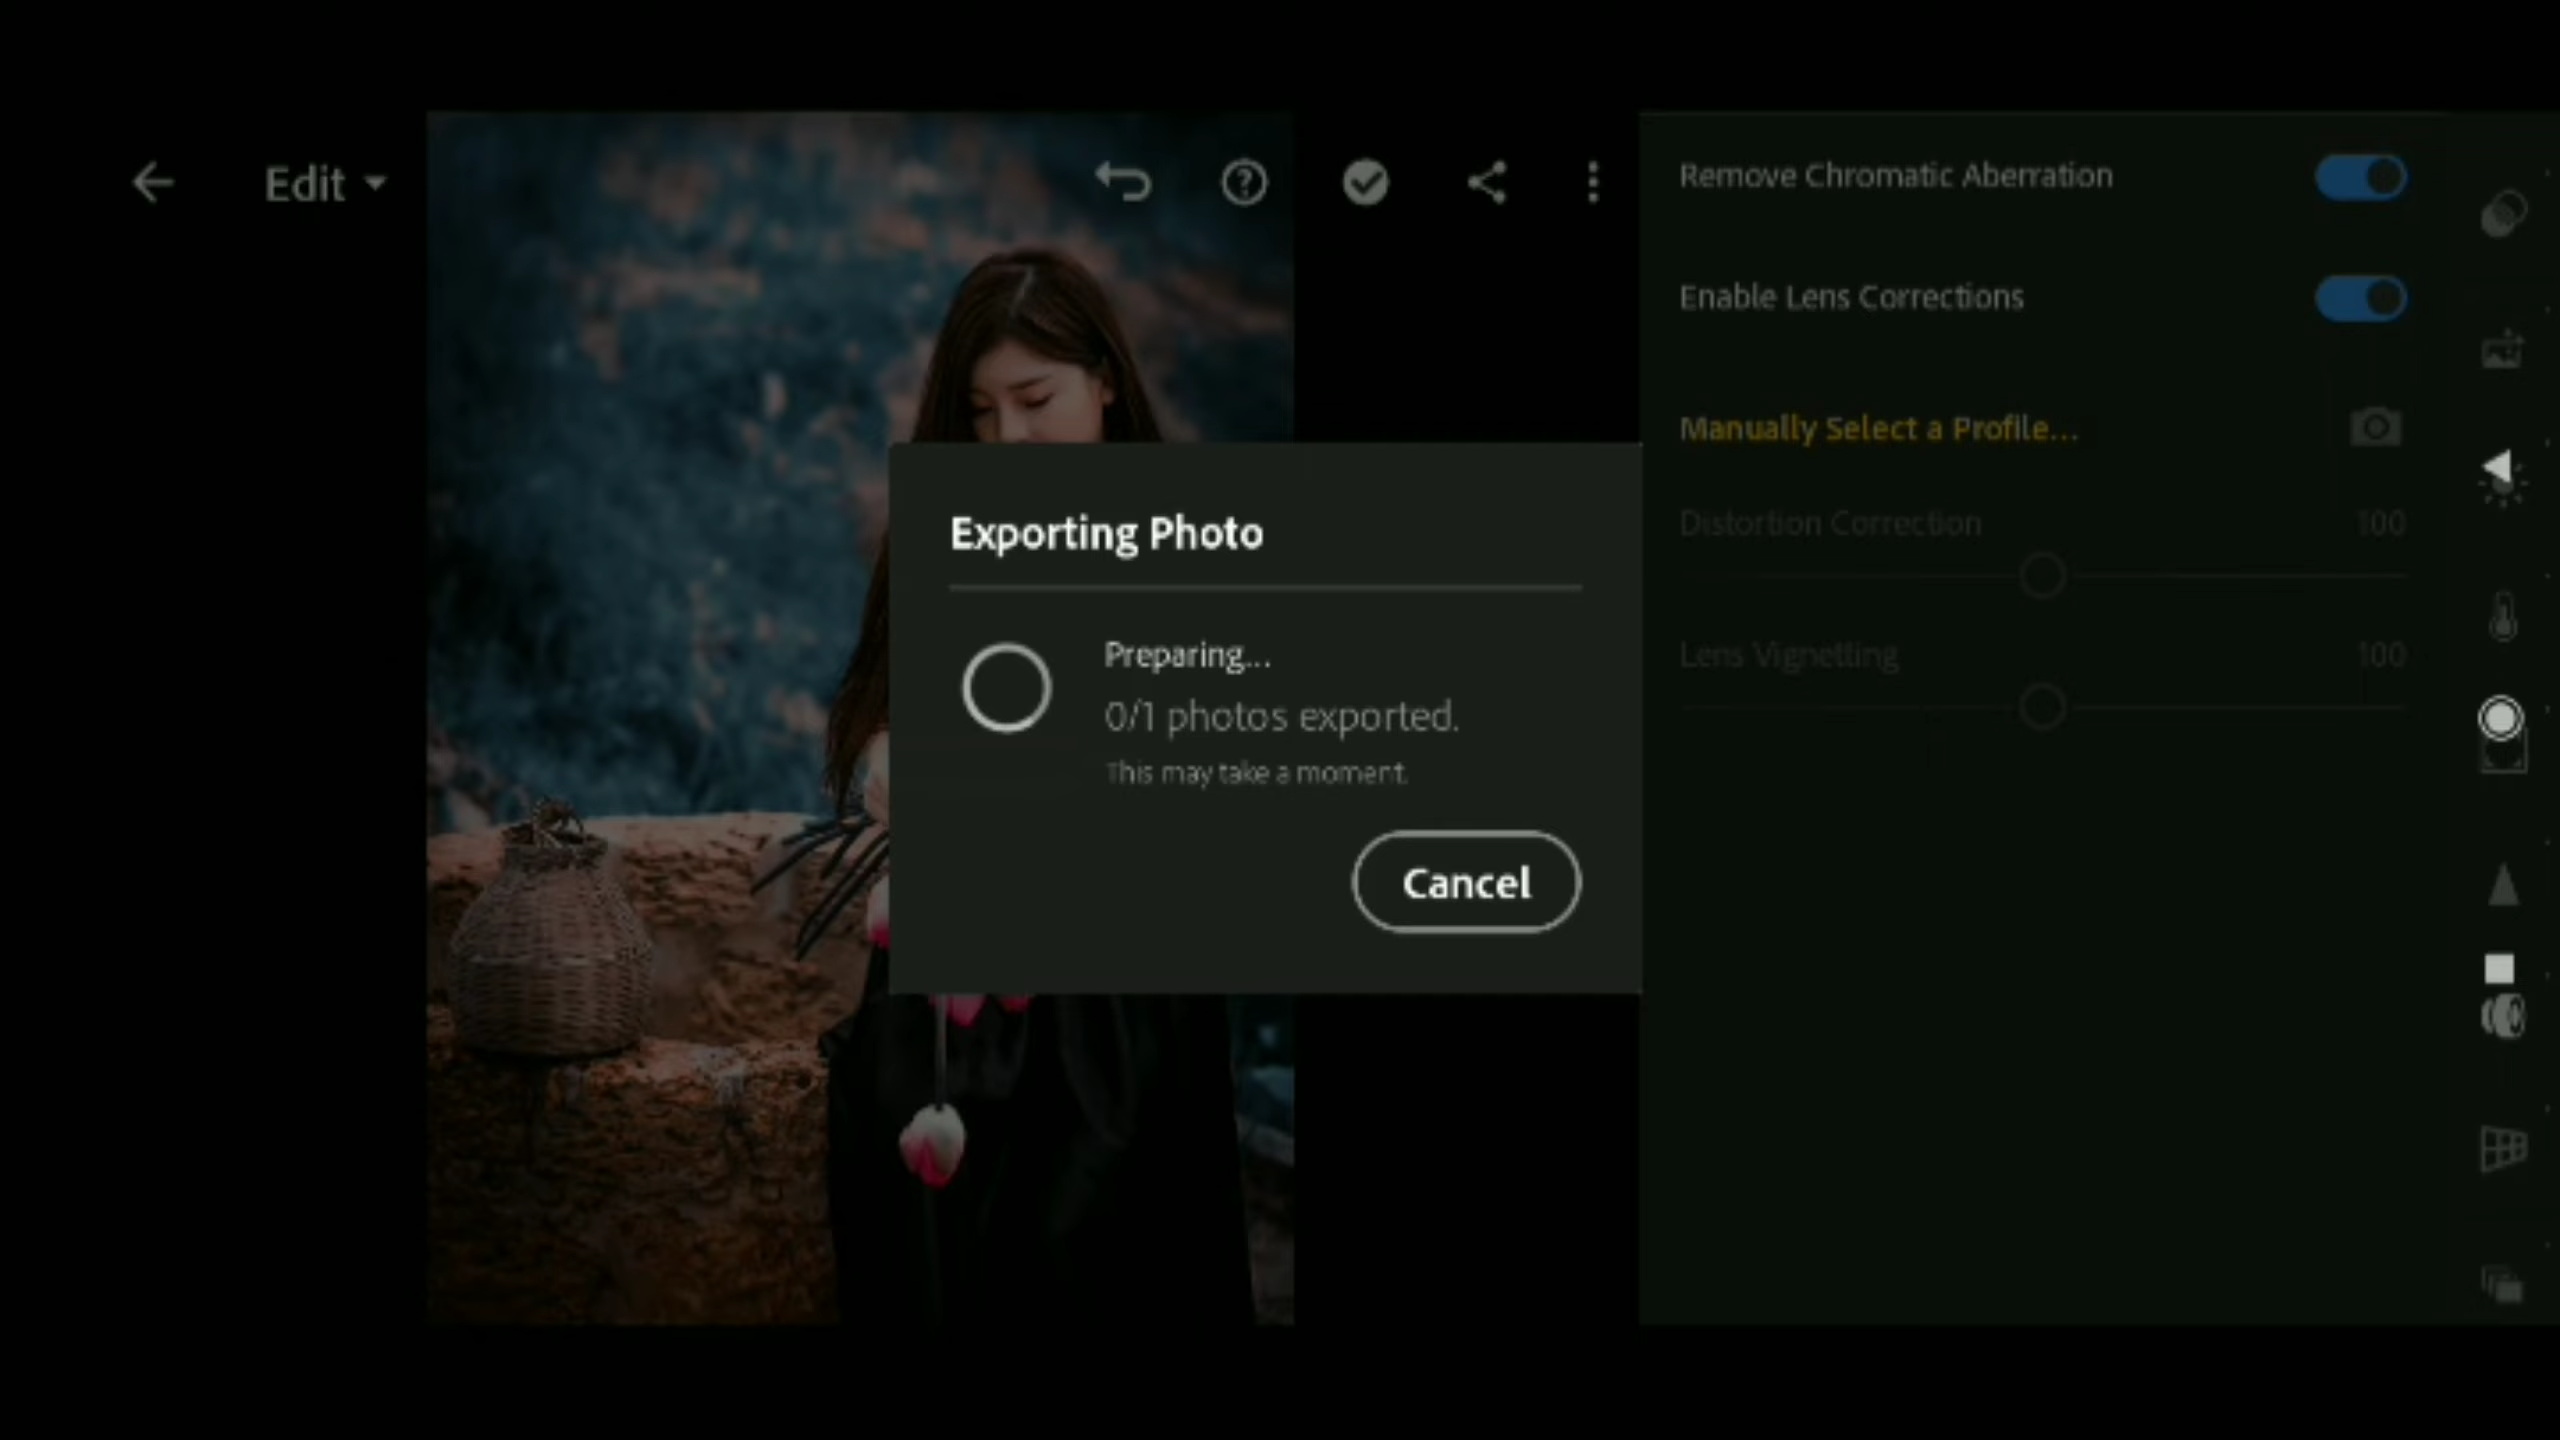 Edit
Remove Chromatic Aberration
Enable Lens Corrections
Manually Select a Profile...
Distortion Correction 100
Lens Vignetting 100
Exporting Photo
Preparing...
0/1 photos exported.
This may take a moment.
Cancel